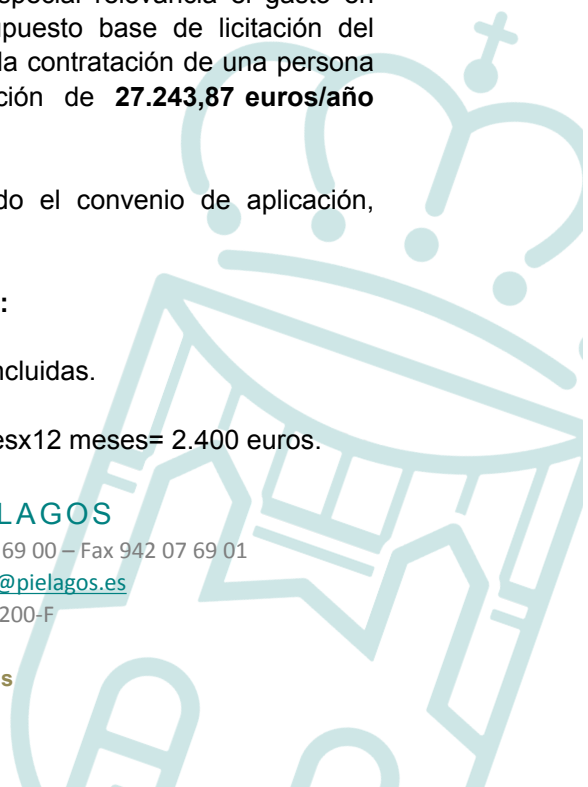 especial relevancia el gasto en
puesto base de licitación del
la contratación de una persona
ción de 27.243,87 euros/año
do el convenio de aplicación,
:
ncluidas.
esx12 meses= 2.400 euros.
LAGOS
69 00 – Fax 942 07 69 01
@pielagos.es
200-F
s